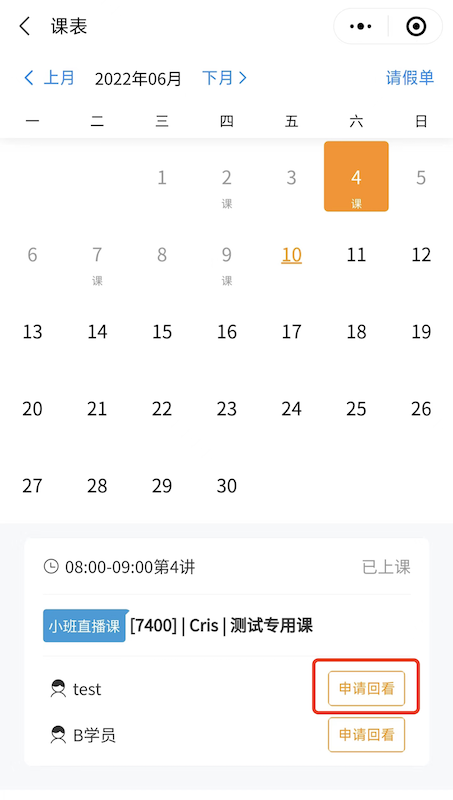 课表
上月 2022年06月 下月 请假单
一 二 三 四 五 六 日
1 2 3 4 5
课 课
6 7 8 9 10 11 12
课 课
13 14 15 16 17 18 19
20 21 22 23 24 25 26
27 28 29 30
08:00-09:00第4讲 已上课
小班直播课 [7400] | Cris | 测试专用课
test 申请回看
B学员 申请回看